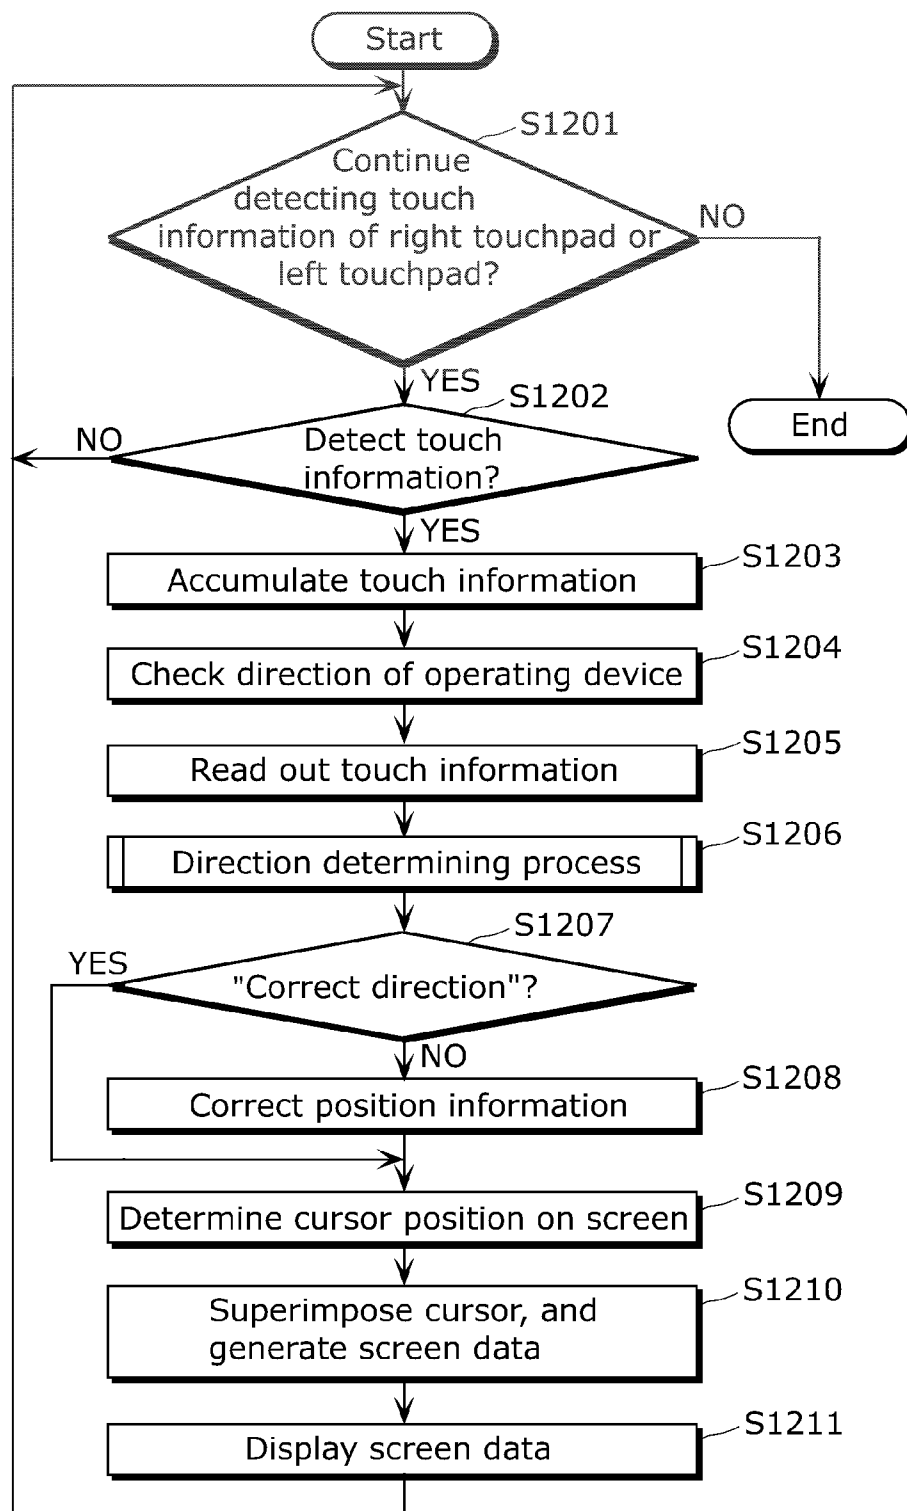 Start
S1201
Continue
detecting touch
information of right touchpad or
left touchpad?
NO
YES
S1202
End
NO
Detect touch
information?
YES
S1203
Accumulate touch information
S1204
Check direction of operating device
S1205
Read out touch information
S1206
Direction determining process
S1207
YES
"Correct direction"?
NO
S1208
Correct position information
S1209
Determine cursor position on screen
S1210
Superimpose cursor, and
generate screen data
S1211
Display screen data